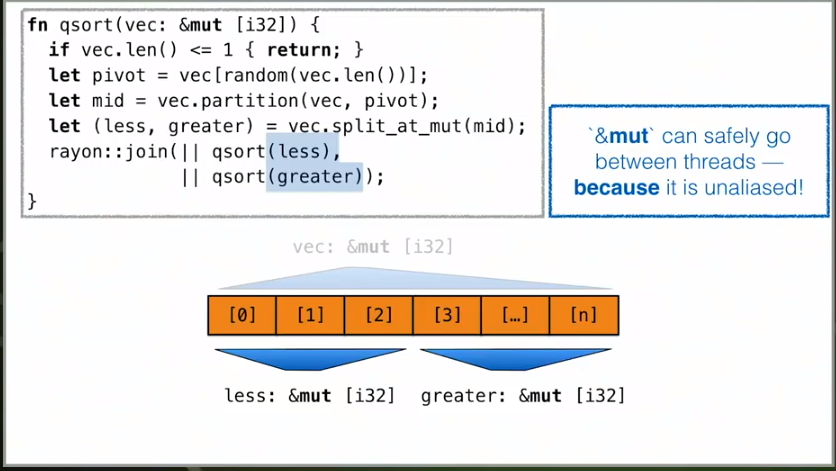 fn qsort(vec: &mut [i32]) {
  if vec.len() <= 1 { return; }
  let pivot = vec[random(vec.len())];
  let mid = vec.partition(vec, pivot);
  let (less, greater) = vec.split_at_mut(mid);
  rayon::join(|| qsort(less),
              || qsort(greater));
}
`&mut` can safely go
between threads —
because it is unaliased!
vec: &mut [i32]
[0] [1] [2] [3] […] [n]
less: &mut [i32] greater: &mut [i32]